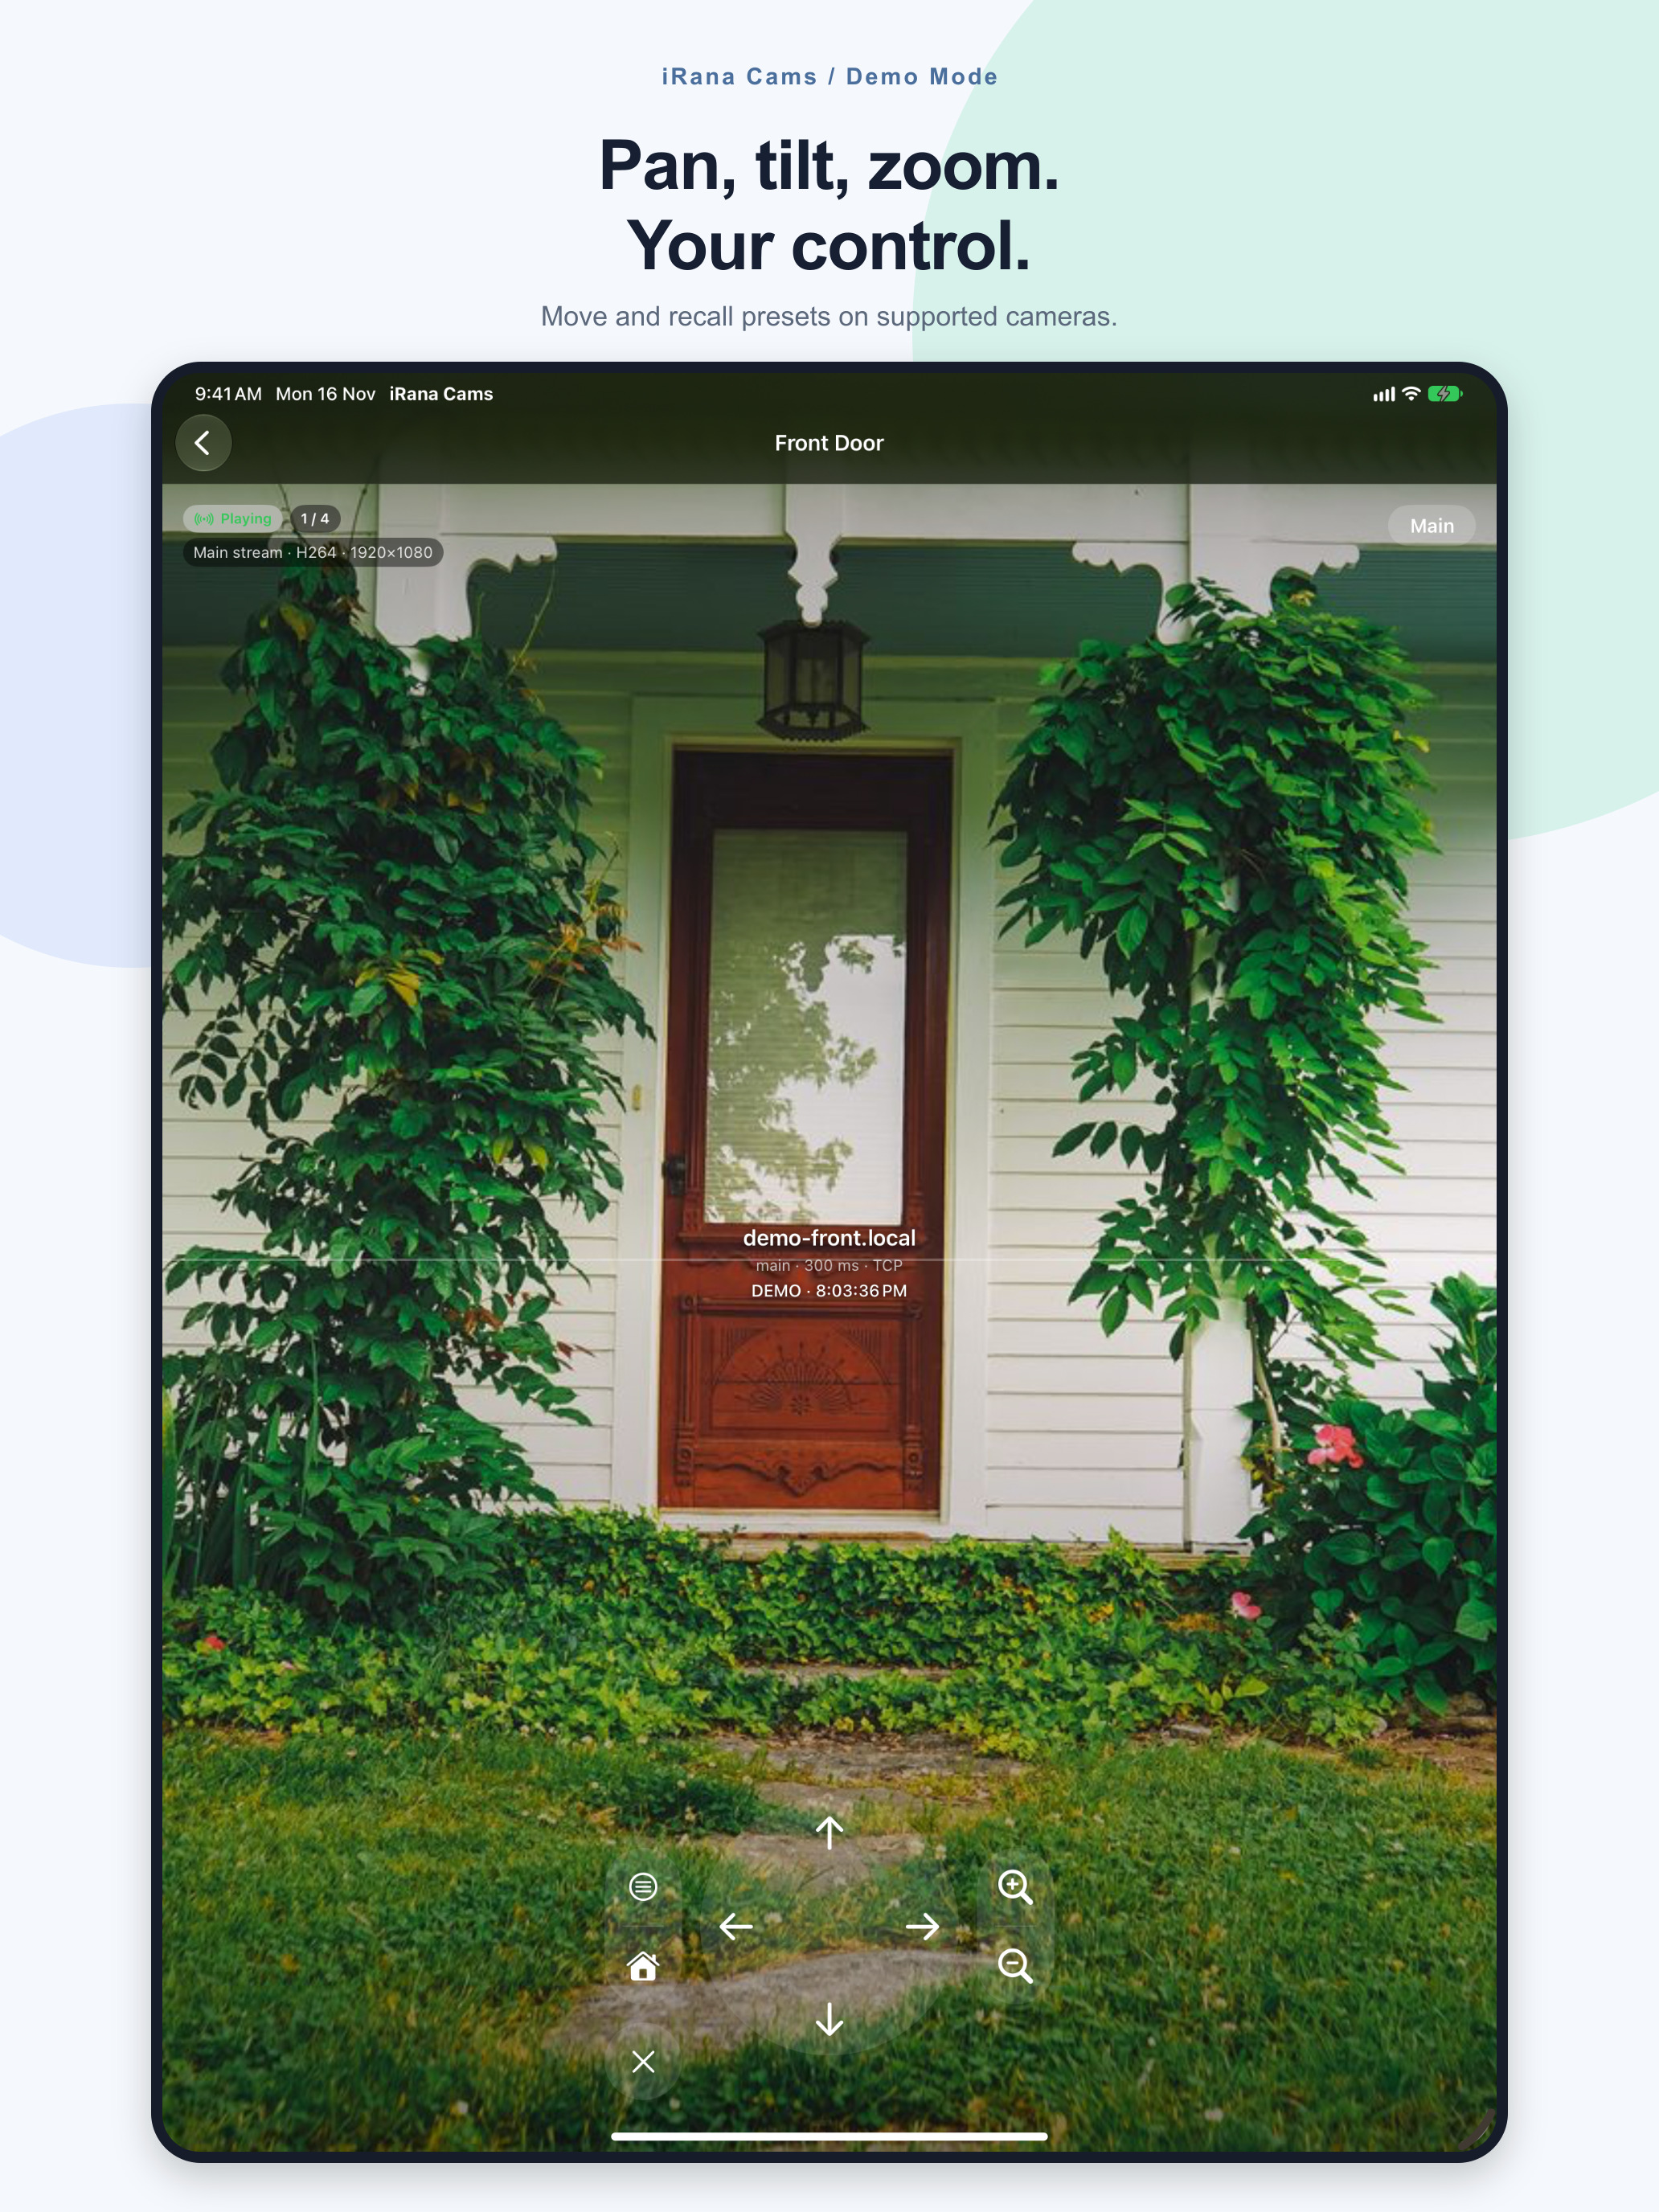 iRana Cams / Demo Mode
Pan, tilt, zoom.
Your control.
Move and recall presets on supported cameras.
9:41 AM Mon 16 Nov iRana Cams
Front Door
Playing 1 / 4
Main
Main stream · H264 · 1920×1080
demo-front.local
main · 300 ms · TCP
DEMO · 8:03:36 PM